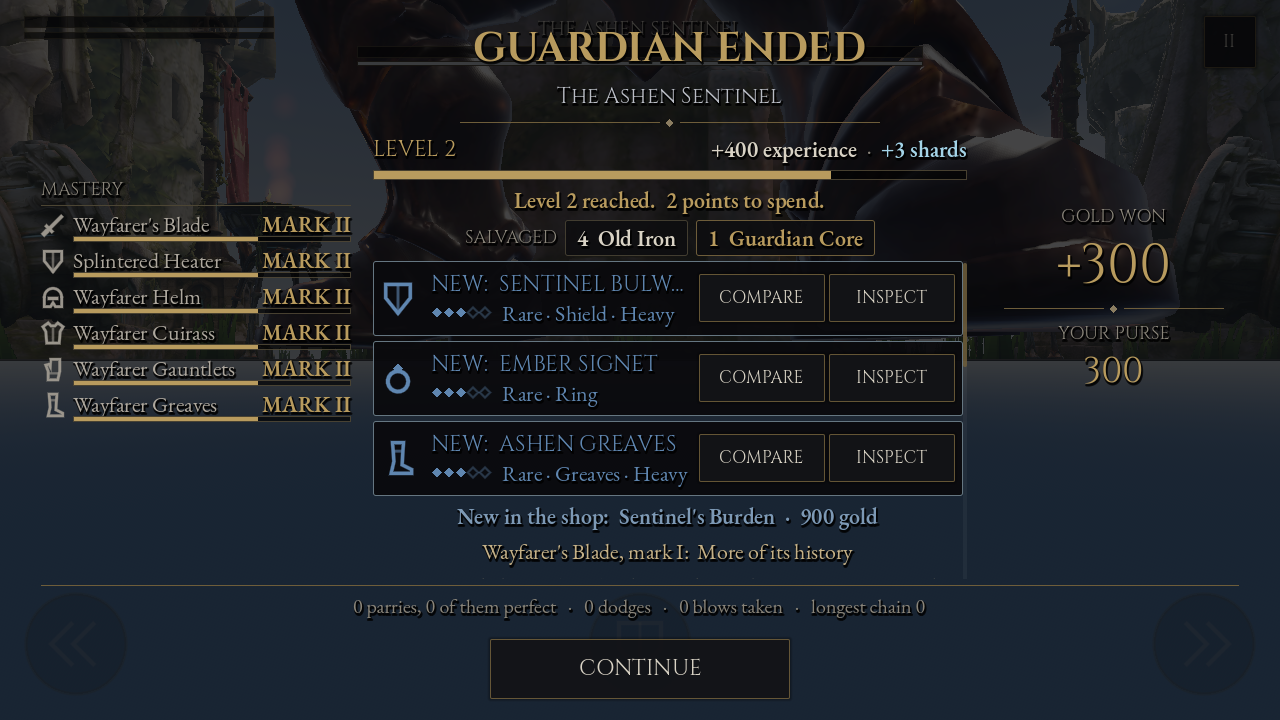 THE ASHEN SENTINEL
GUARDIAN ENDED
II
THE ASHEN SENTINEL
LEVEL 2
+400 experience · +3 shards
Level 2 reached. 2 points to spend.
SALVAGED 4 Old Iron 1 Guardian Core
MASTERY
Wayfarer's Blade MARK II
Splintered Heater MARK II
Wayfarer Helm MARK II
Wayfarer Cuirass MARK II
Wayfarer Gauntlets MARK II
Wayfarer Greaves MARK II
NEW: SENTINEL BULW...
Rare · Shield · Heavy
COMPARE INSPECT
NEW: EMBER SIGNET
Rare · Ring
COMPARE INSPECT
NEW: ASHEN GREAVES
Rare · Greaves · Heavy
COMPARE INSPECT
New in the shop: Sentinel's Burden · 900 gold
Wayfarer's Blade, mark I: More of its history
GOLD WON
+300
YOUR PURSE
300
0 parries, 0 of them perfect · 0 dodges · 0 blows taken · longest chain 0
CONTINUE